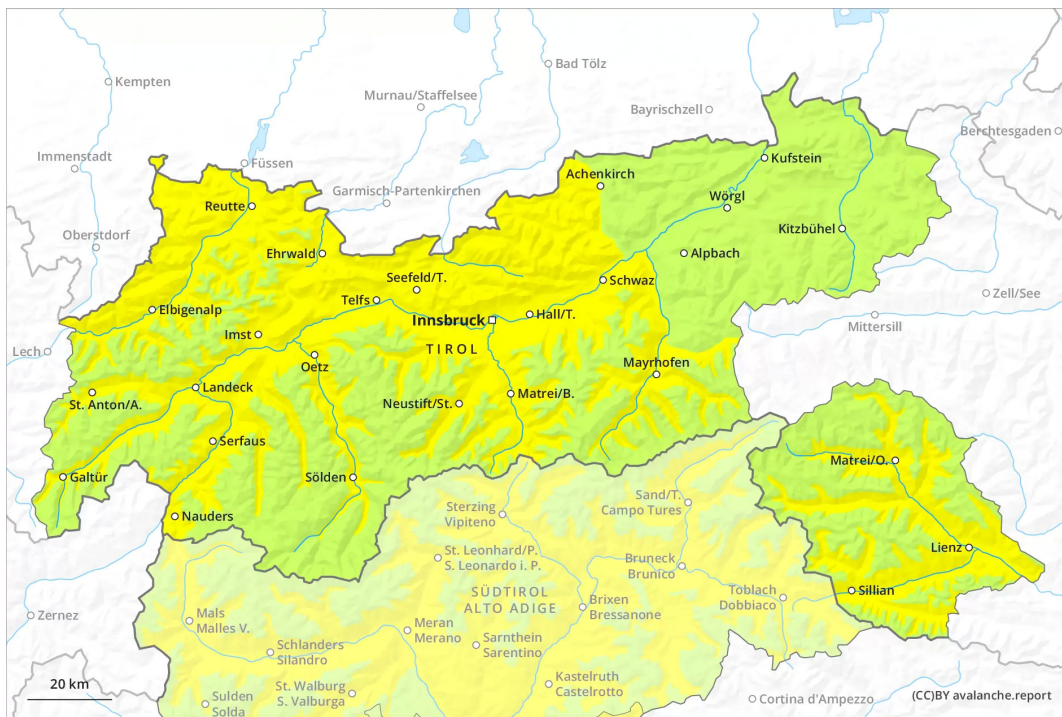 Kempten
Bad Tölz
Murnau/Staffelsee
Bayrischzell
Berchtesgaden
Immenstadt
Füssen
Kufstein
Achenkirch
Garmisch-Partenkirchen
Reutte
Wörgl
Oberstdorf
Kitzbühel
Ehrwald
Alpbach
Seefeld/T.
Schwaz
Telfs
Zell/See
Elbigenalp
Hall/T.
Innsbruck
Mittersill
Imst
TIROL
Lech
Oetz
Mayrhofen
Landeck
St. Anton/A.
Neustift/St.
Matrei/B.
Serfaus
Matrei/O.
Galtür
Sölden
Sand/T.
Campo Tures
Sterzing
Vipiteno
Nauders
Lienz
St. Leonhard/P.
S. Leonardo i. P.
Bruneck
Brunico
SÜDTIROL
ALTO ADIGE
Sillian
Toblach
Dobbiaco
Zernez
Mals
Malles V.
Brixen
Bressanone
Meran
Merano
Sarnthein
Sarentino
Schlanders
Silandro
Kastelruth
Castelrotto
20 km
St. Walburg
S. Valburga
Sulden
Solda
Cortina d'Ampezzo
(CC)BY avalanche.report